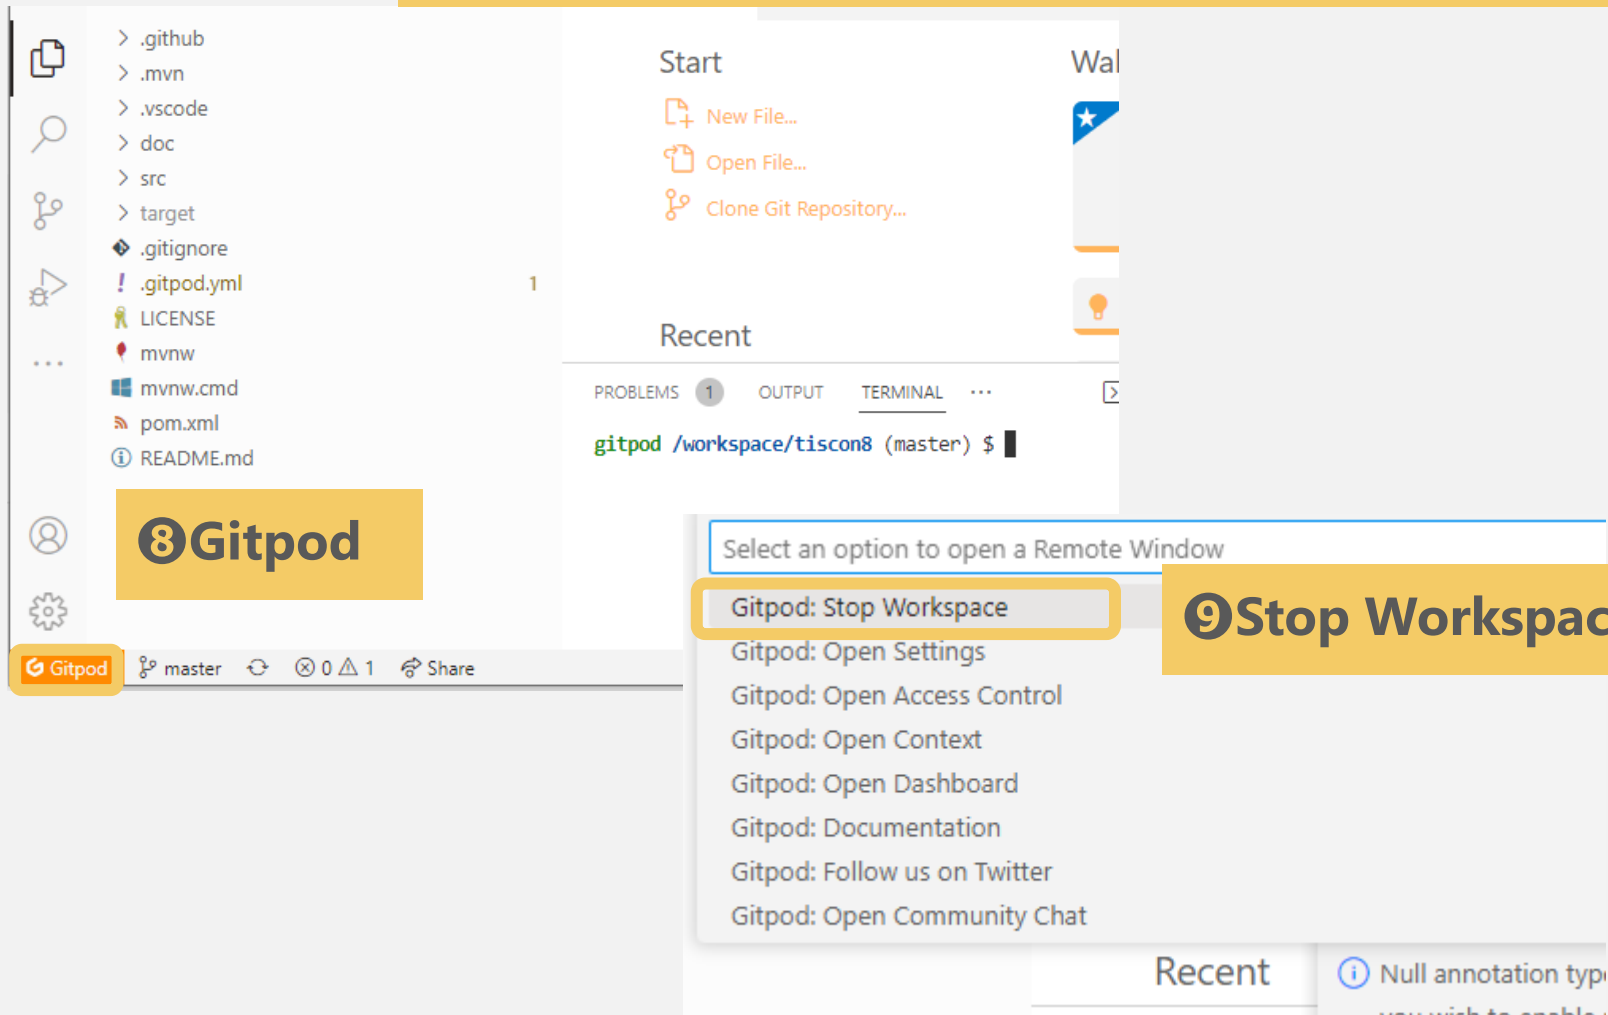 .github
.mvn
.vscode
doc
src
target
.gitignore
.gitpod.yml 1
LICENSE
mvnw
mvnw.cmd
pom.xml
README.md
Start
New File...
Open File...
Clone Git Repository...
Recent
PROBLEMS 1 OUTPUT TERMINAL ...
gitpod /workspace/tiscon8 (master) $
❽Gitpod
Gitpod master 0 1 Share
Select an option to open a Remote Window
Gitpod: Stop Workspace
Gitpod: Open Settings
Gitpod: Open Access Control
Gitpod: Open Context
Gitpod: Open Dashboard
Gitpod: Documentation
Gitpod: Follow us on Twitter
Gitpod: Open Community Chat
❾Stop Workspac
Recent
Null annotation typ